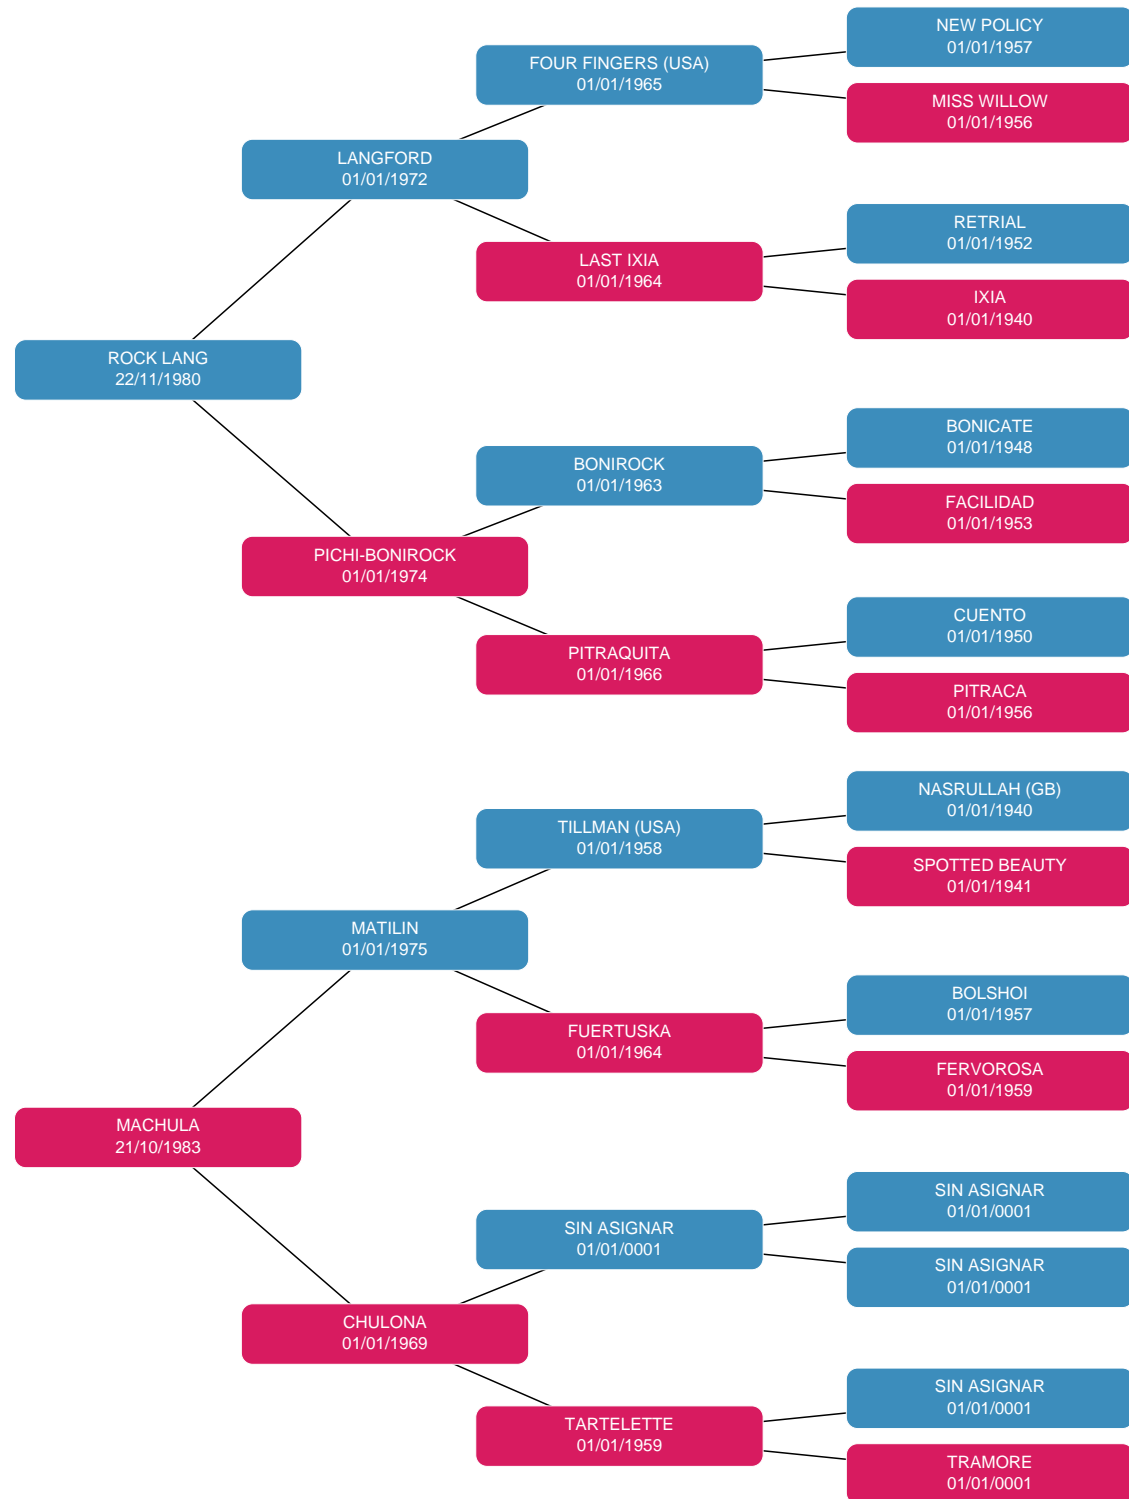 NEW POLICY
01/01/1957
FOUR FINGERS (USA)
01/01/1965
MISS WILLOW
01/01/1956
LANGFORD
01/01/1972
RETRIAL
01/01/1952
LAST IXIA
01/01/1964
IXIA
01/01/1940
ROCK LANG
22/11/1980
BONICATE
01/01/1948
BONIROCK
01/01/1963
FACILIDAD
01/01/1953
PICHI-BONIROCK
01/01/1974
CUENTO
01/01/1950
PITRAQUITA
01/01/1966
PITRACA
01/01/1956
NASRULLAH (GB)
01/01/1940
TILLMAN (USA)
01/01/1958
SPOTTED BEAUTY
01/01/1941
MATILIN
01/01/1975
BOLSHOI
01/01/1957
FUERTUSKA
01/01/1964
FERVOROSA
01/01/1959
MACHULA
21/10/1983
SIN ASIGNAR
01/01/0001
SIN ASIGNAR
01/01/0001
SIN ASIGNAR
01/01/0001
CHULONA
01/01/1969
SIN ASIGNAR
01/01/0001
TARTELETTE
01/01/1959
TRAMORE
01/01/0001